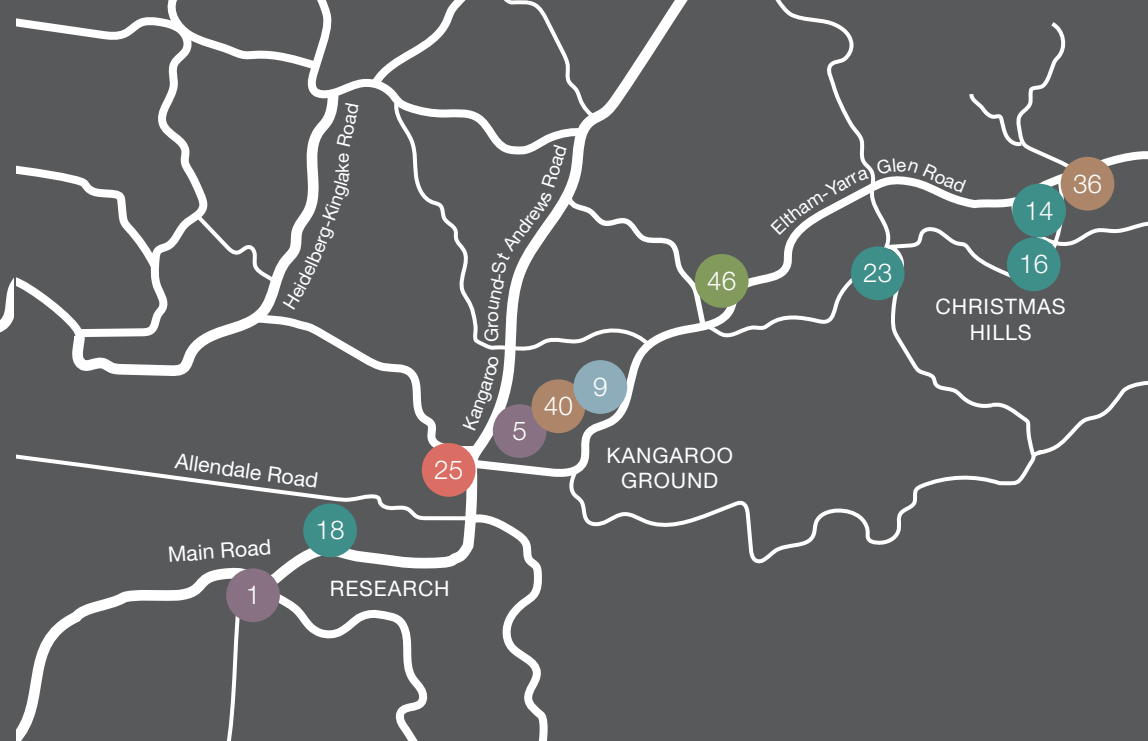 Heidelberg-Kinglake Road
Kangaroo Ground-St Andrews Road
Eltham-Yarra Glen Road
36
14
16
23
46
CHRISTMAS
HILLS
9
40
5
25
KANGAROO
GROUND
Allendale Road
18
Main Road
1
RESEARCH